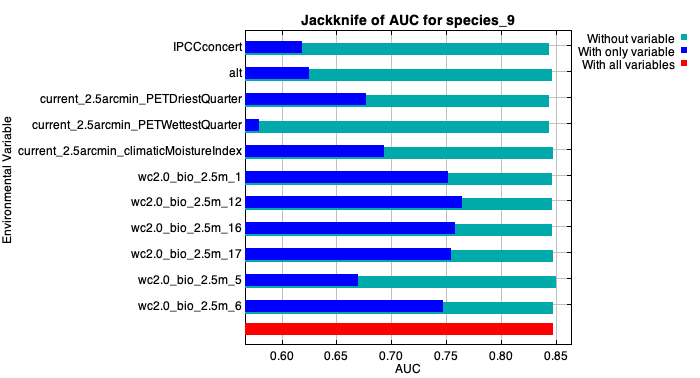 Jackknife of AUC for species_9
Without variable
With only variable
With all variables
Environmental Variable
IPCCconcert
alt
current_2.5arcmin_PETDriestQuarter
current_2.5arcmin_PETWettestQuarter
current_2.5arcmin_climaticMoistureIndex
wc2.0_bio_2.5m_1
wc2.0_bio_2.5m_12
wc2.0_bio_2.5m_16
wc2.0_bio_2.5m_17
wc2.0_bio_2.5m_5
wc2.0_bio_2.5m_6
0.60 0.65 0.70 0.75 0.80 0.85
AUC